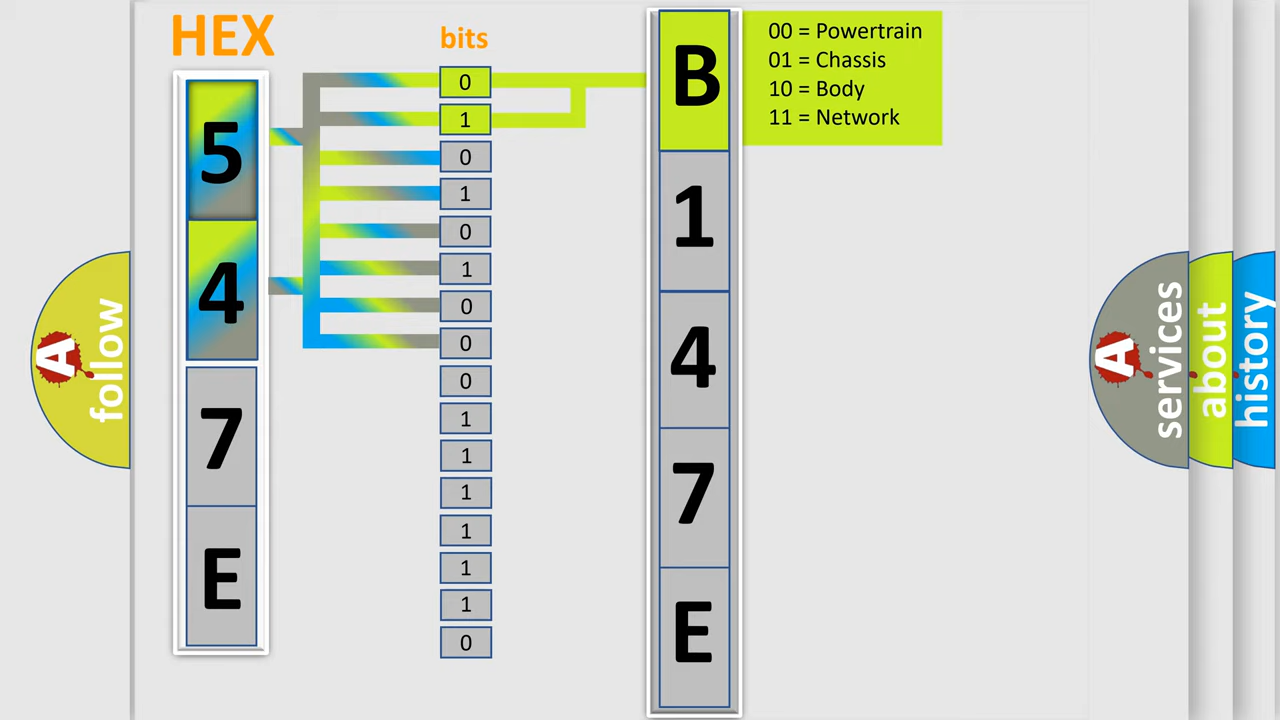 HEX
bits
5
4
7
E
0
1
0
1
0
1
0
0
0
1
1
1
1
1
1
0
B
1
4
7
E
00 = Powertrain
01 = Chassis
10 = Body
11 = Network
A
follow
A
services
about
history